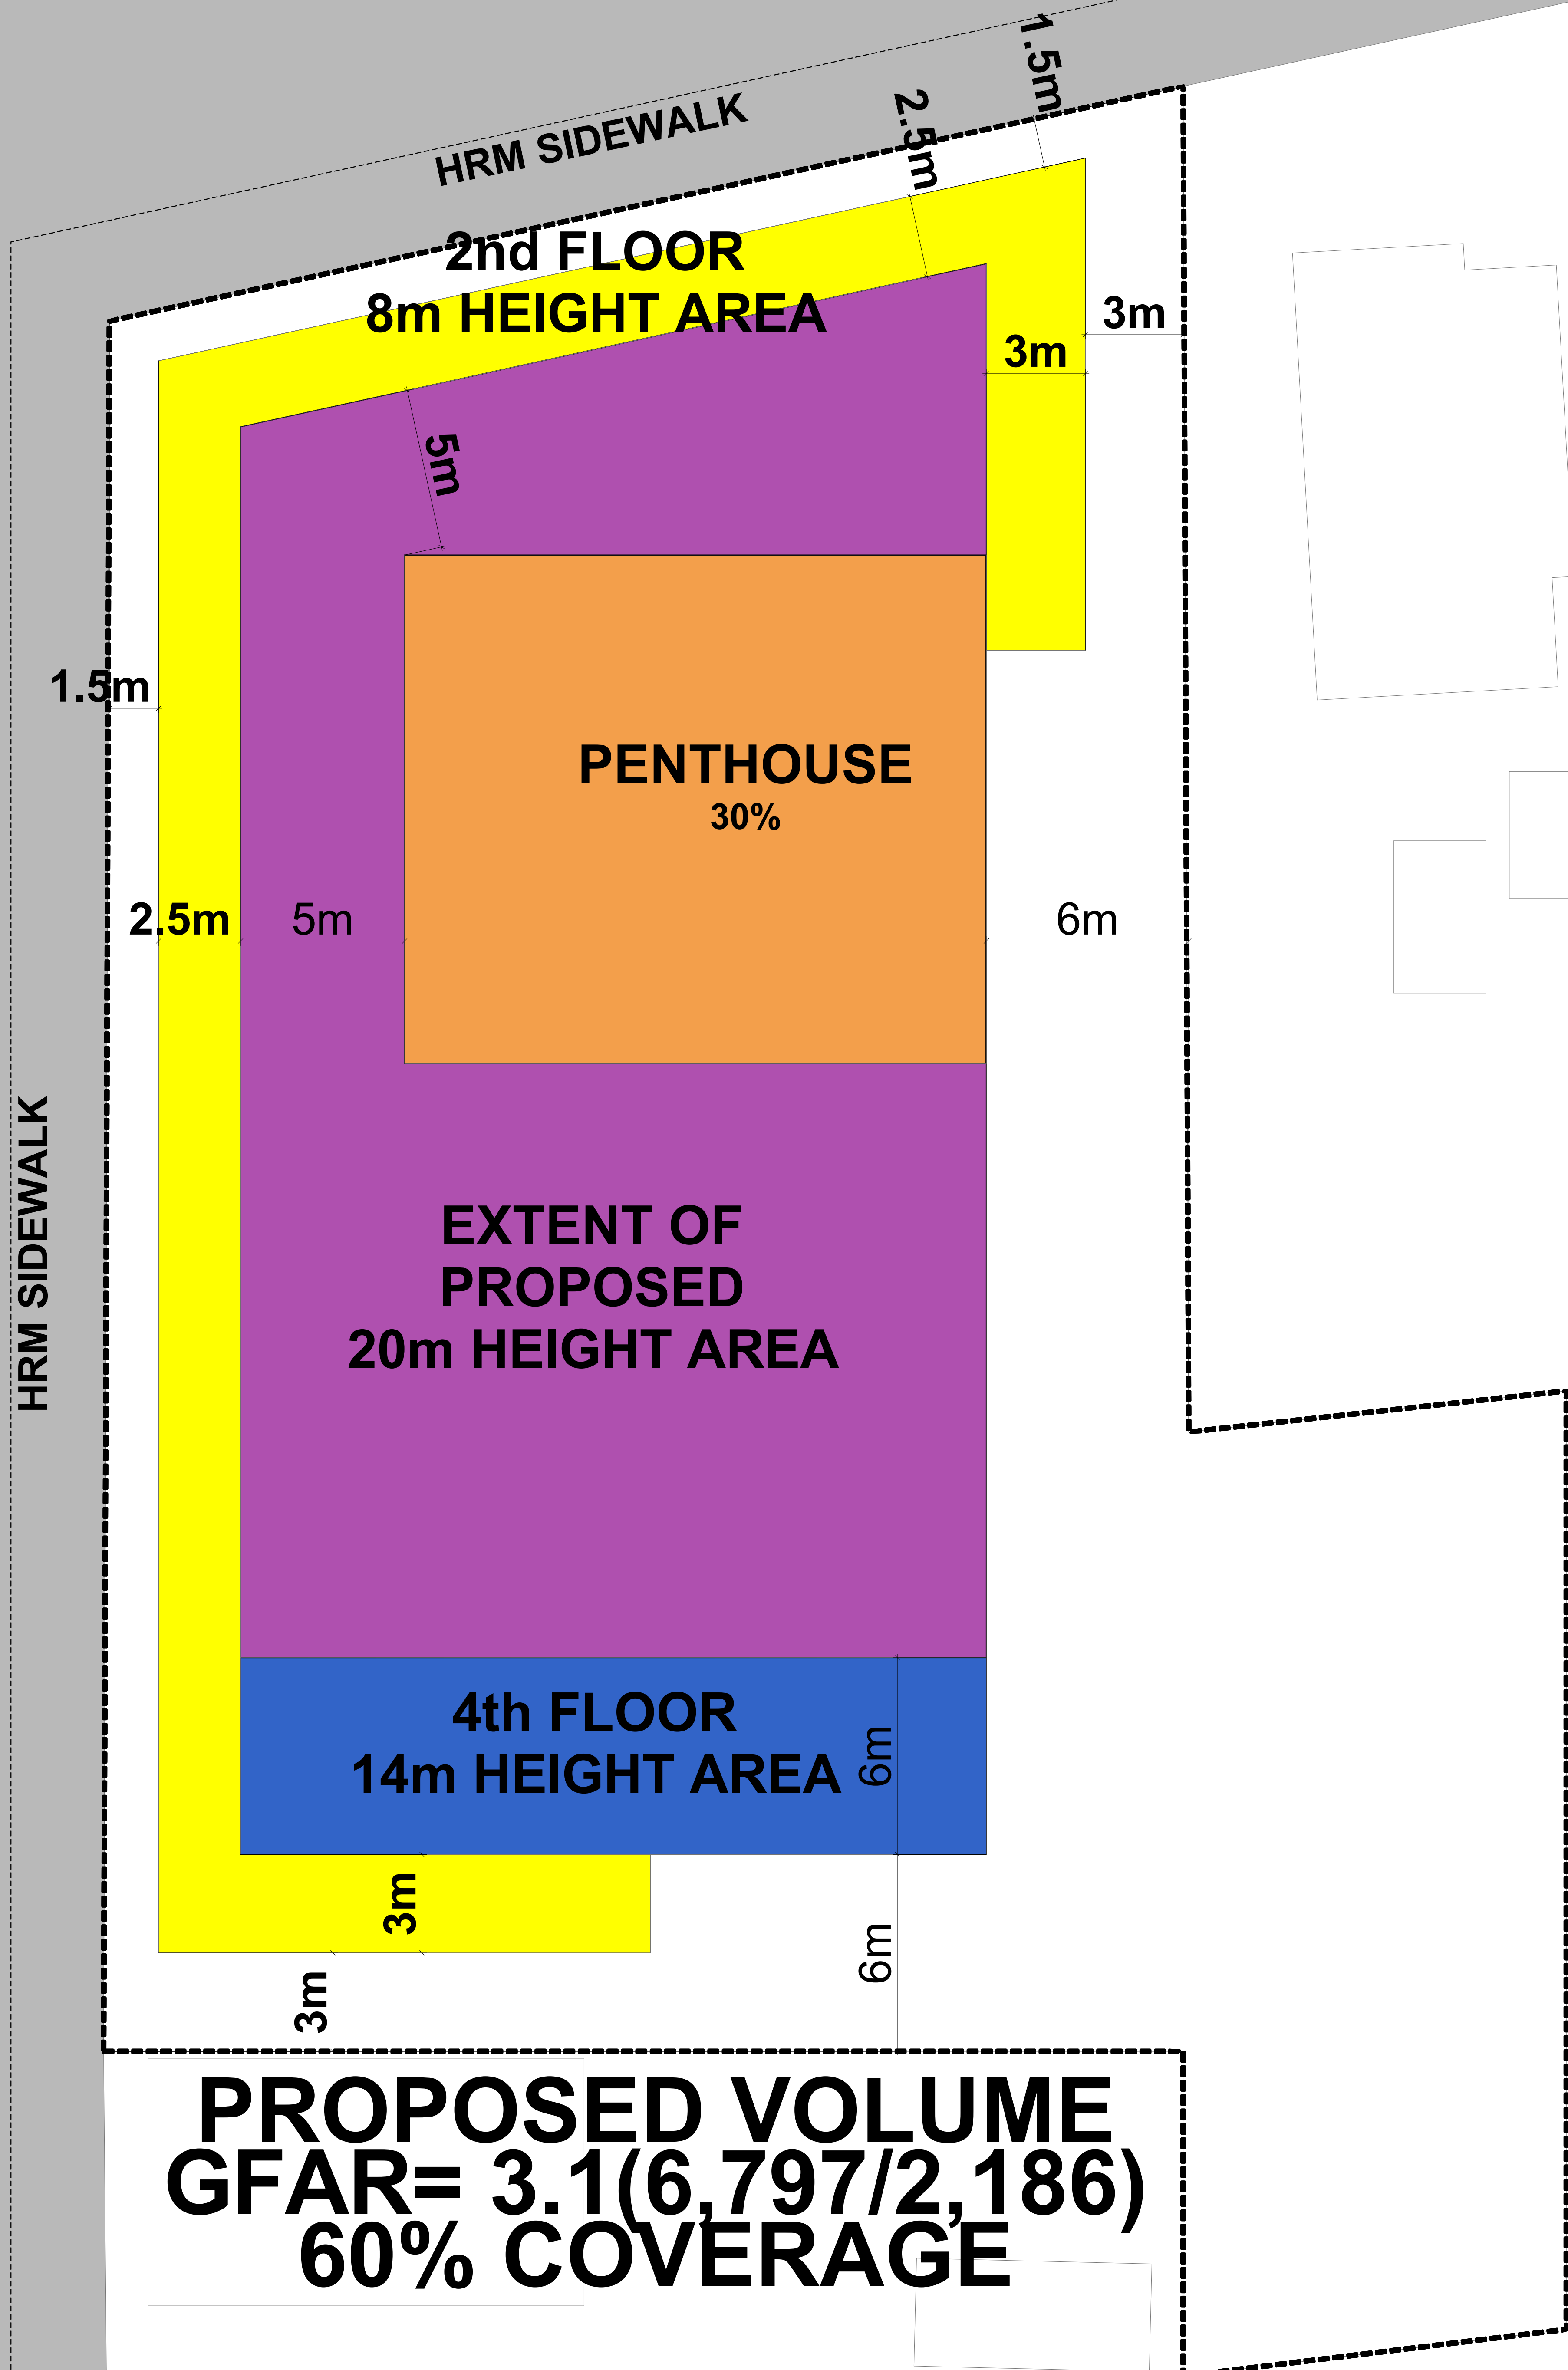 1.5m
2.5m
HRM SIDEWALK
2nd FLOOR
8m HEIGHT AREA
3m
3m
5m
1.5m
PENTHOUSE
30%
2.5m
5m
6m
HRM SIDEWALK
EXTENT OF
PROPOSED
20m HEIGHT AREA
4th FLOOR
14m HEIGHT AREA
6m
3m
6m
3m
PROPOSED VOLUME
GFAR= 3.1(6,797/2,186)
60% COVERAGE